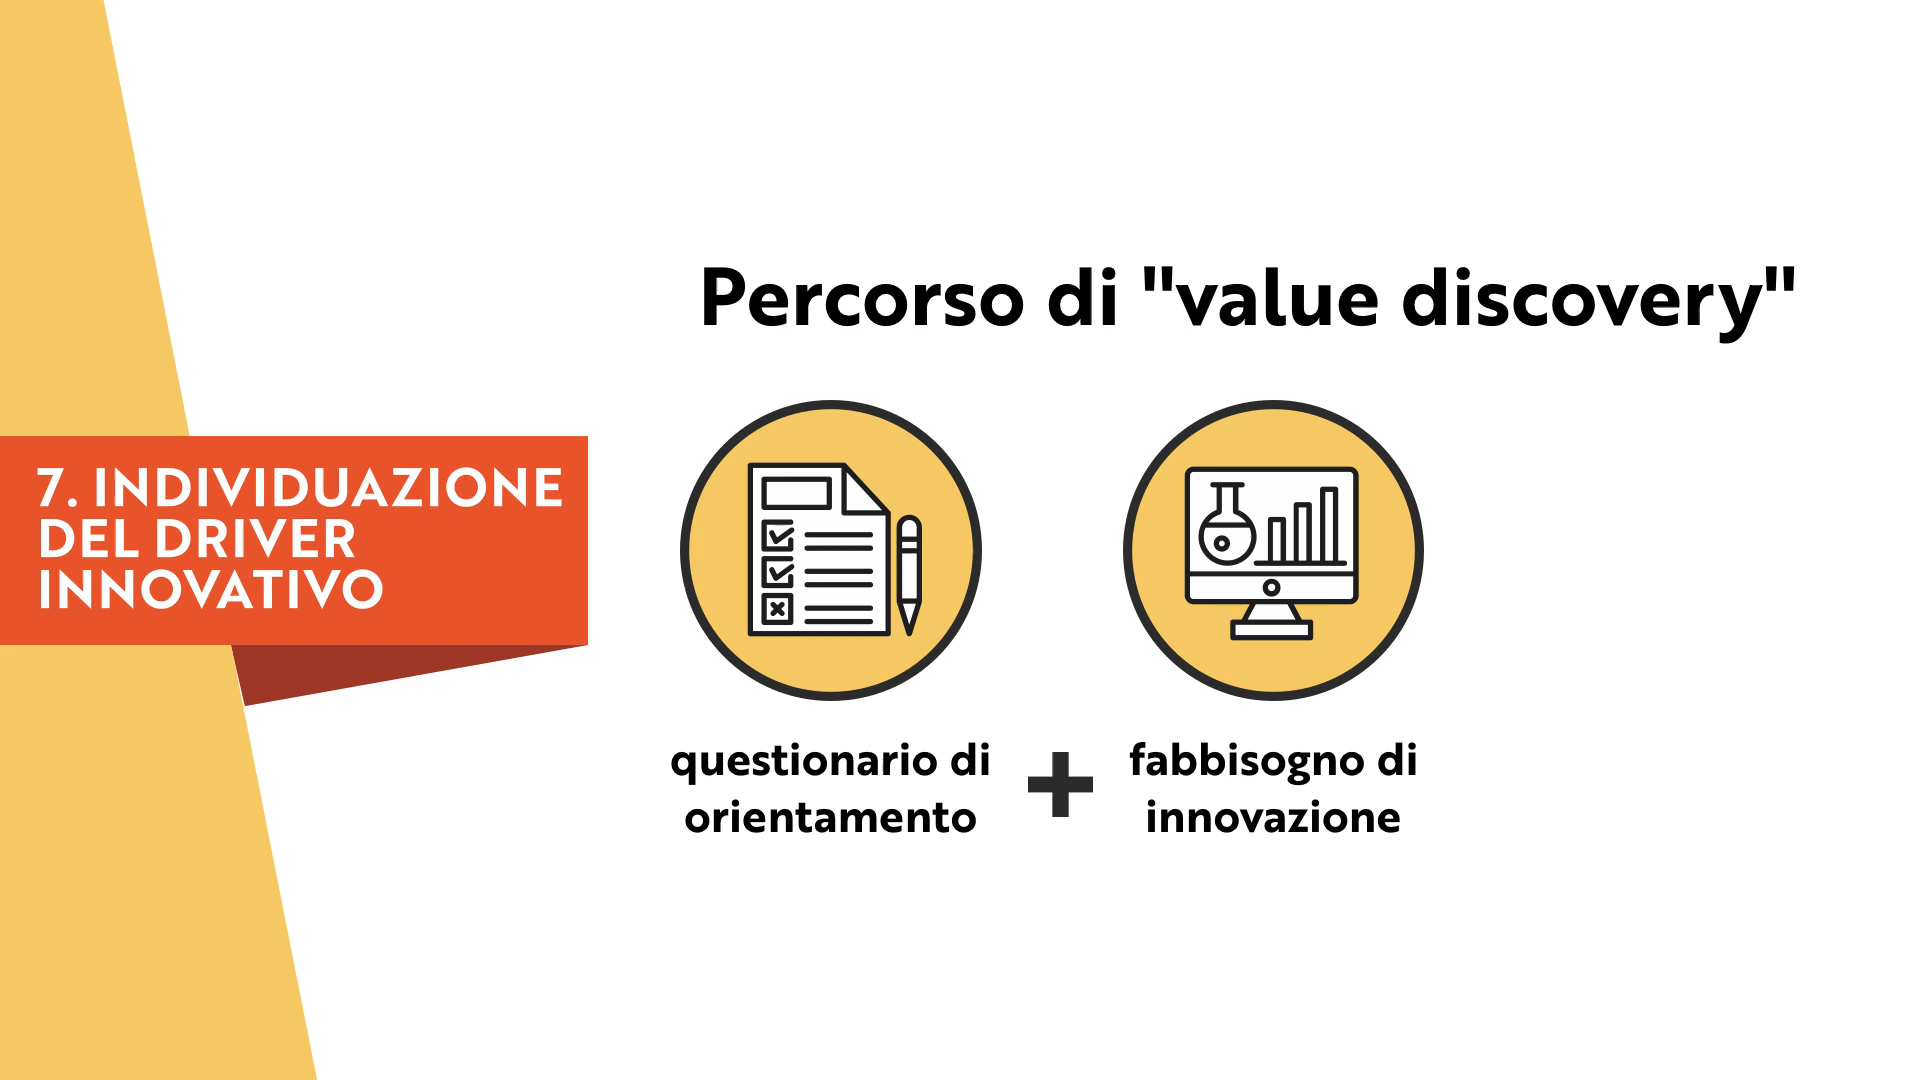 7. INDIVIDUAZIONE
DEL DRIVER
INNOVATIVO
Percorso di "value discovery"
questionario di
orientamento
+
fabbisogno di
innovazione